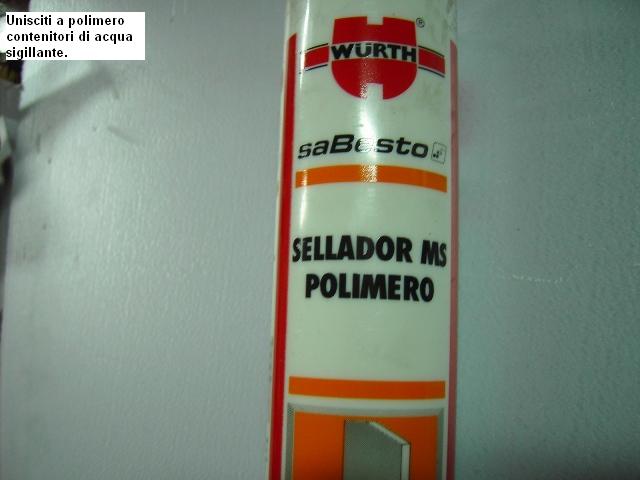 Unisciti a polimero
contenitori di acqua
sigillante.
WÜRTH
®
saBesto
SELLADOR MS
POLIMERO